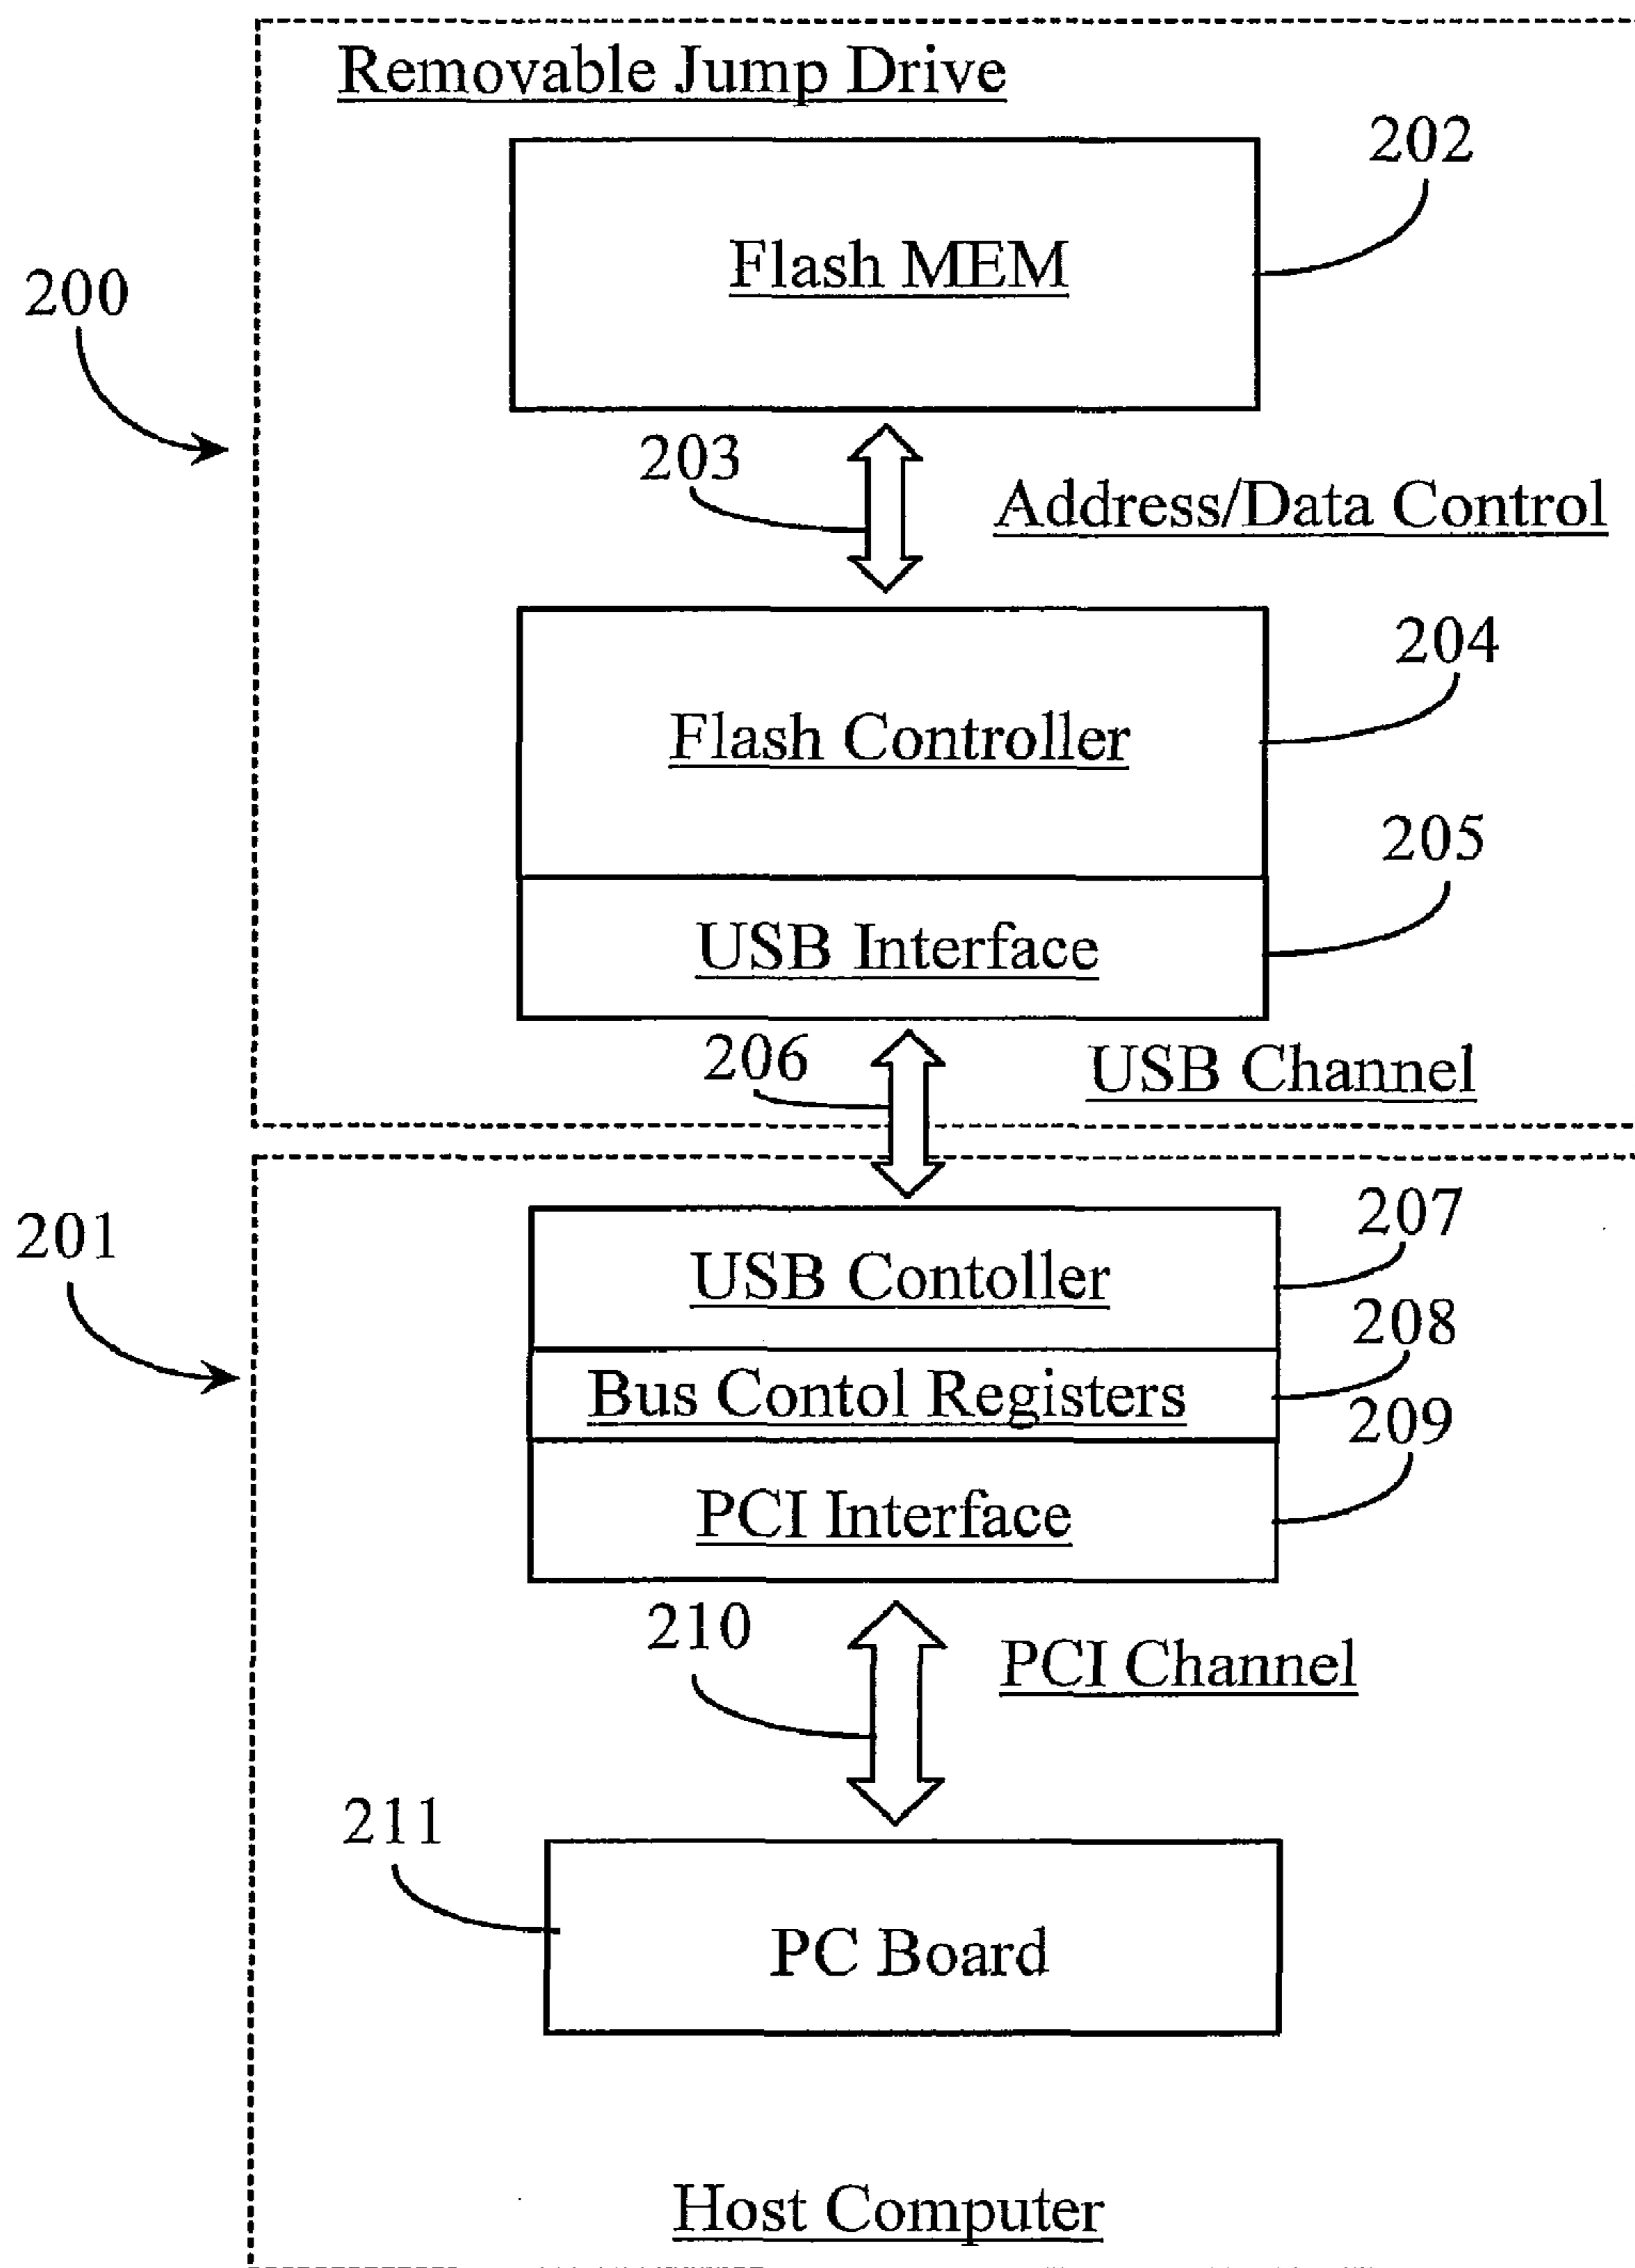 Removable Jump Drive
202
Flash MEM
200
203
Address/Data Control
204
Flash Controller
205
USB Interface
206
USB Channel
201
207
USB Contoller
208
Bus Contol Registers
209
PCI Interface
210
PCI Channel
211
PC Board
Host Computer